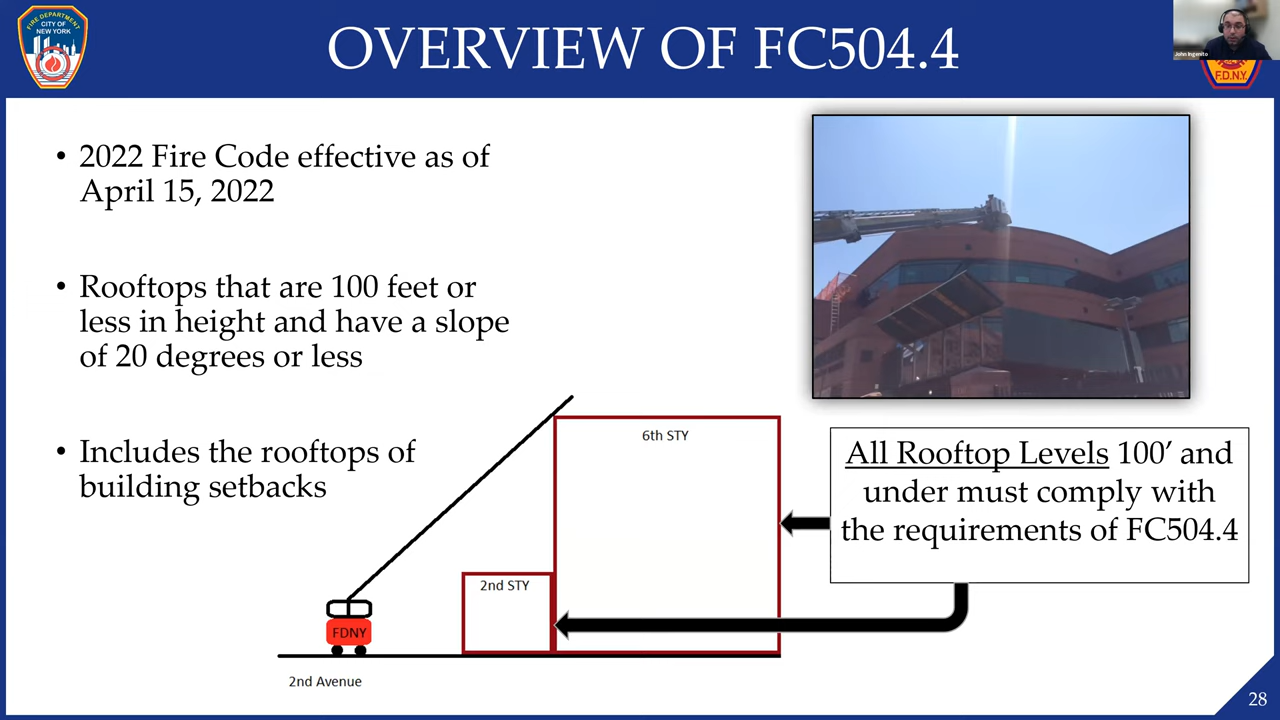 FIRE DEPARTMENT
CITY OF
NEW YORK
OVERVIEW OF FC504.4
John Ingenito
F.D.N.Y.
• 2022 Fire Code effective as of
April 15, 2022
• Rooftops that are 100 feet or
less in height and have a slope
of 20 degrees or less
• Includes the rooftops of
building setbacks
6th STY
2nd STY
FDNY
2nd Avenue
All Rooftop Levels 100’ and
under must comply with
the requirements of FC504.4
28